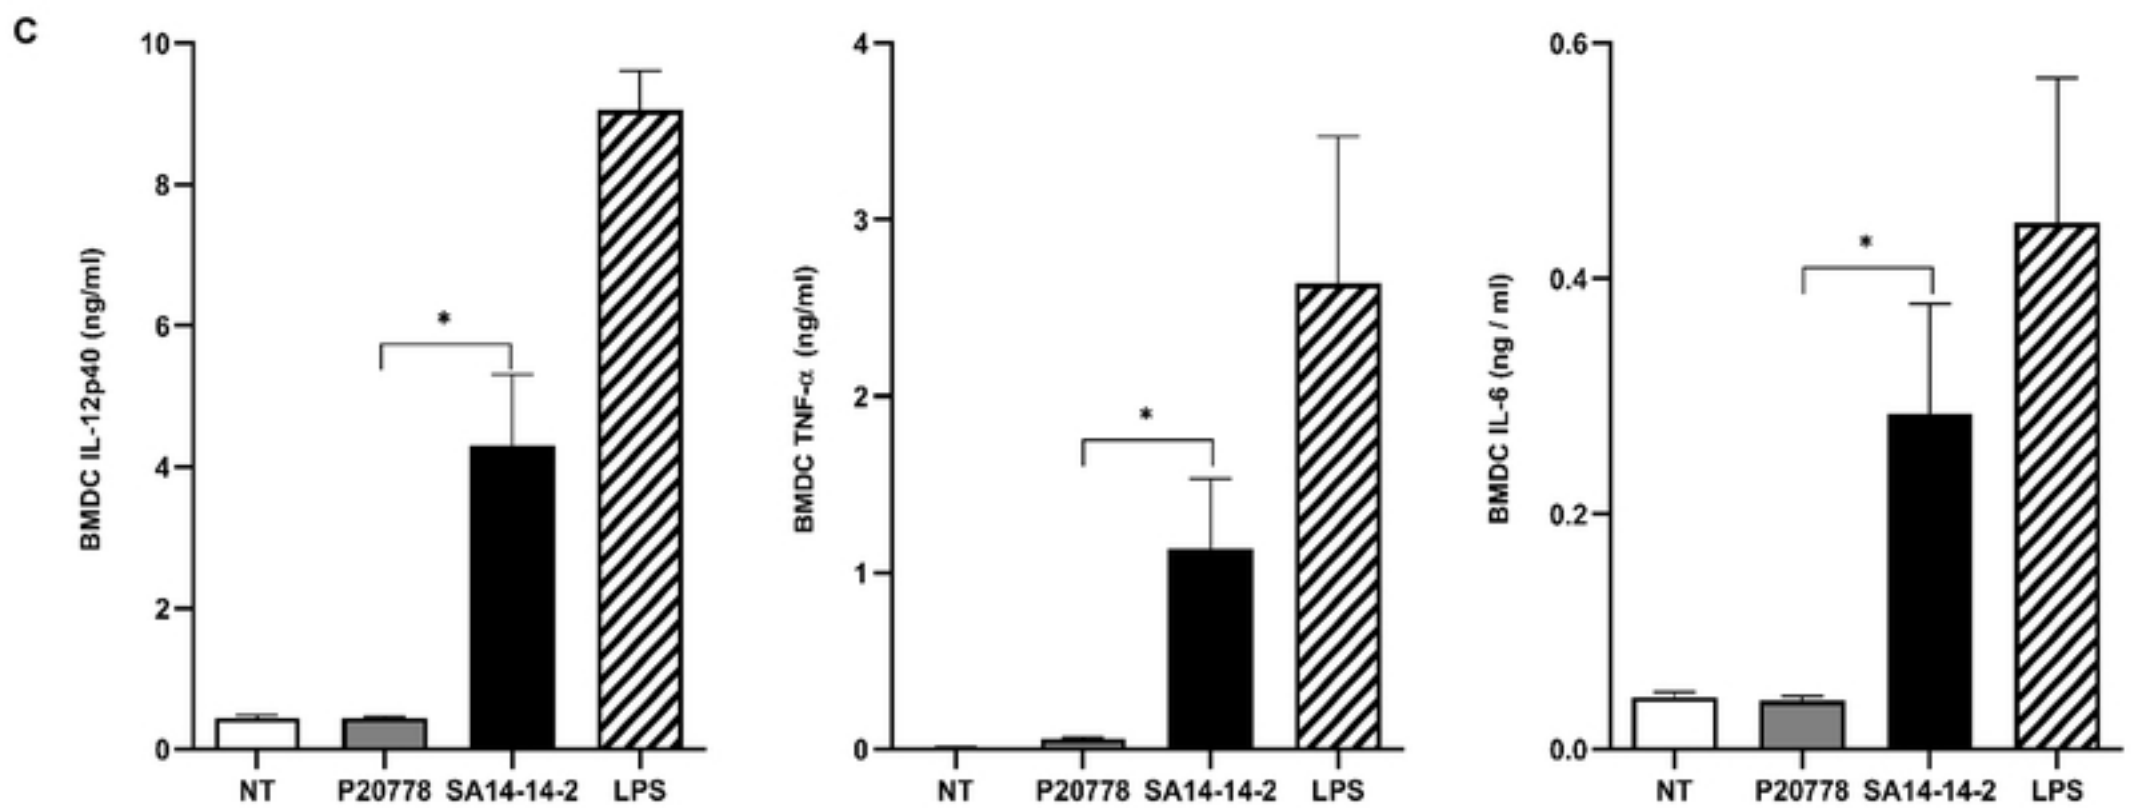 C
BMDC IL-12p40 (ng/ml)
10
8
6
4
2
0
*
NT P20778 SA14-14-2 LPS
BMDC TNF-α (ng/ml)
4
3
2
1
0
*
NT P20778 SA14-14-2 LPS
BMDC IL-6 (ng / ml)
0.6
0.4
0.2
0.0
*
NT P20778 SA14-14-2 LPS